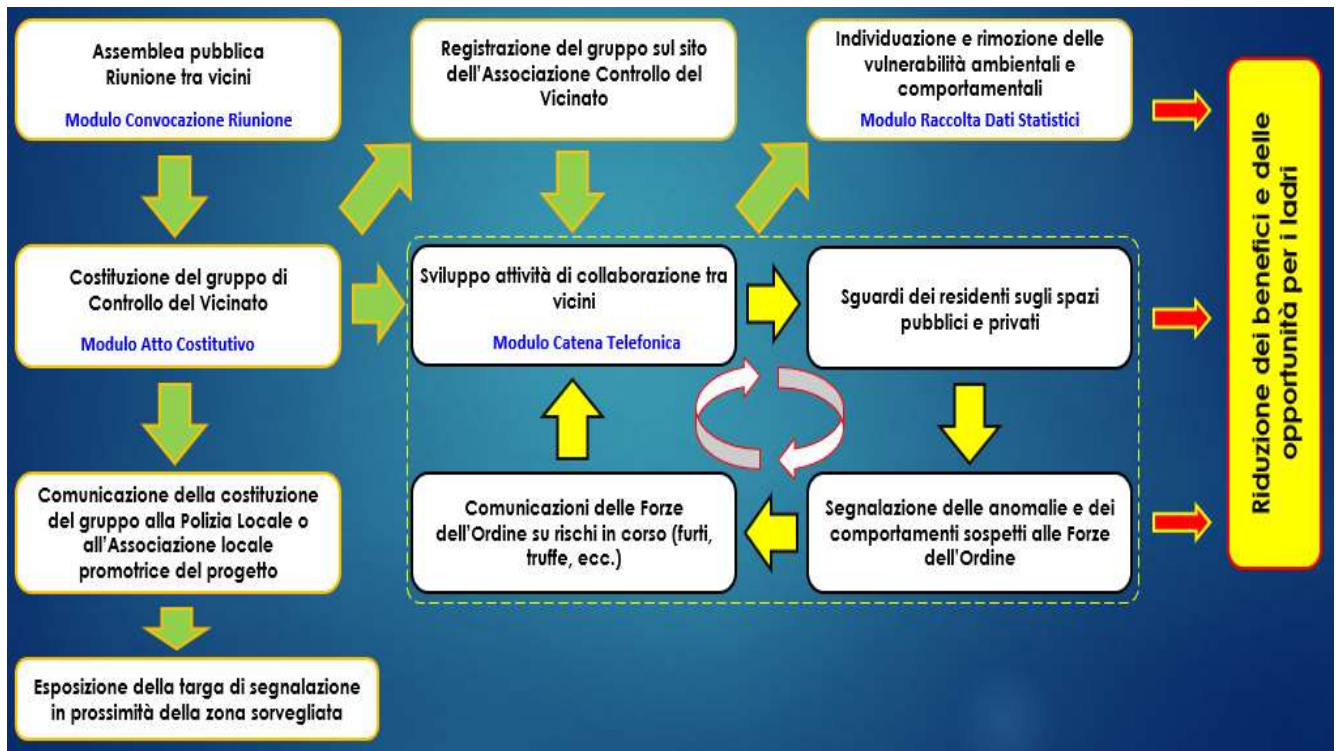 Assemblea pubblica
Riunione tra vicini
Modulo Convocazione Riunione
Registrazione del gruppo sul sito
dell'Associazione Controllo del
Vicinato
Individuazione e rimozione delle
vulnerabilità ambientali e
comportamentali
Modulo Raccolta Dati Statistici
Costituzione del gruppo di
Controllo del Vicinato
Modulo Atto Costitutivo
Sviluppo attività di collaborazione tra
vicini
Modulo Catena Telefonica
Sguardi dei residenti sugli spazi
pubblici e privati
Comunicazione della costituzione
del gruppo alla Polizia Locale o
all'Associazione locale
promotrice del progetto
Comunicazioni delle Forze
dell'Ordine su rischi in corso (furti,
truffe, ecc.)
Segnalazione delle anomalie e dei
comportamenti sospetti alle Forze
dell'Ordine
Esposizione della targa di segnalazione
in prossimità della zona sorvegliata
Riduzione dei benefici e delle
opportunità per i ladri